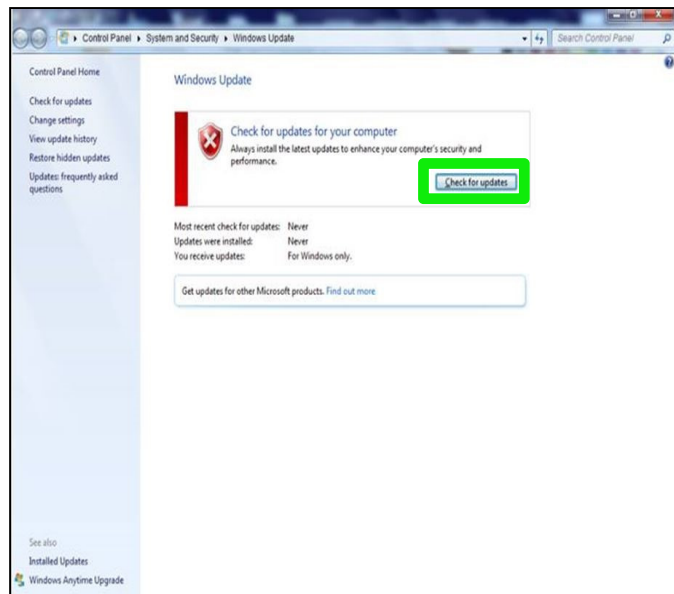 Control Panel ▸ System and Security ▸ Windows Update
Search Control Panel
Control Panel Home
Check for updates
Change settings
View update history
Restore hidden updates
Updates: frequently asked
questions
Windows Update
Check for updates for your computer
Always install the latest updates to enhance your computer's security and
performance.
Check for updates
Most recent check for updates: Never
Updates were installed: Never
You receive updates: For Windows only.
Get updates for other Microsoft products. Find out more
See also
Installed Updates
Windows Anytime Upgrade